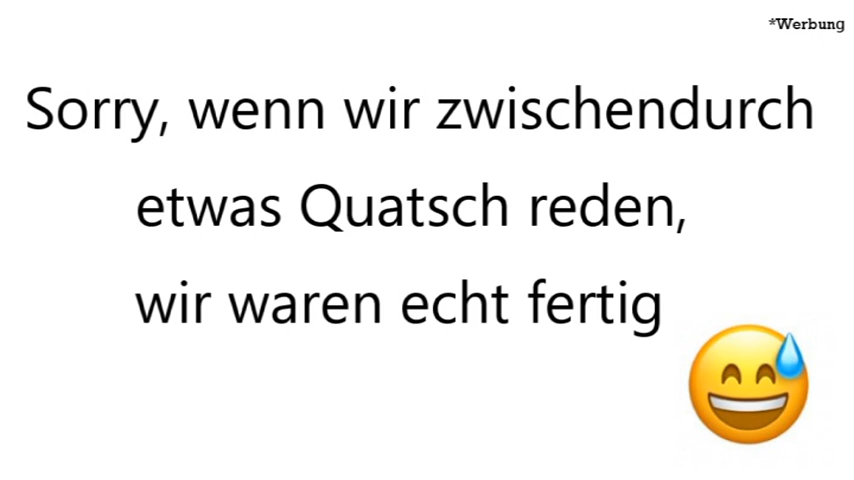 *Werbung
Sorry, wenn wir zwischendurch
etwas Quatsch reden,
wir waren echt fertig